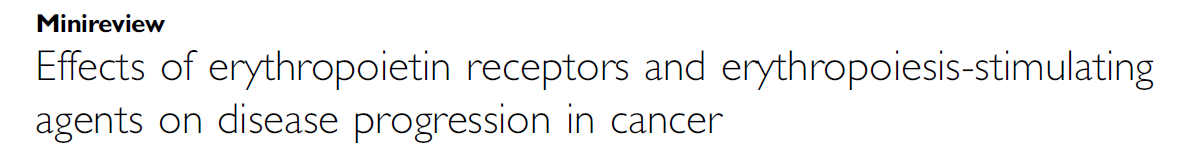 Minireview
Effects of erythropoietin receptors and erythropoiesis-stimulating
agents on disease progression in cancer